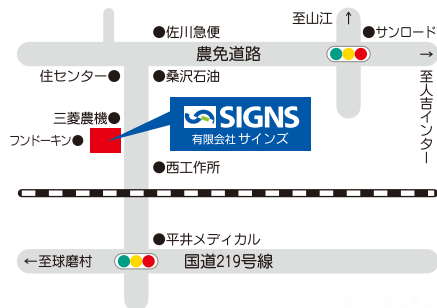 至山江
↑
●佐川急便
●サンロード
農免道路
→
至人吉インター
住センター●
●桑沢石油
三菱農機●
SIGNS
有限会社サインズ
フンドーキン●
●西工作所
●平井メディカル
←至球磨村
国道219号線